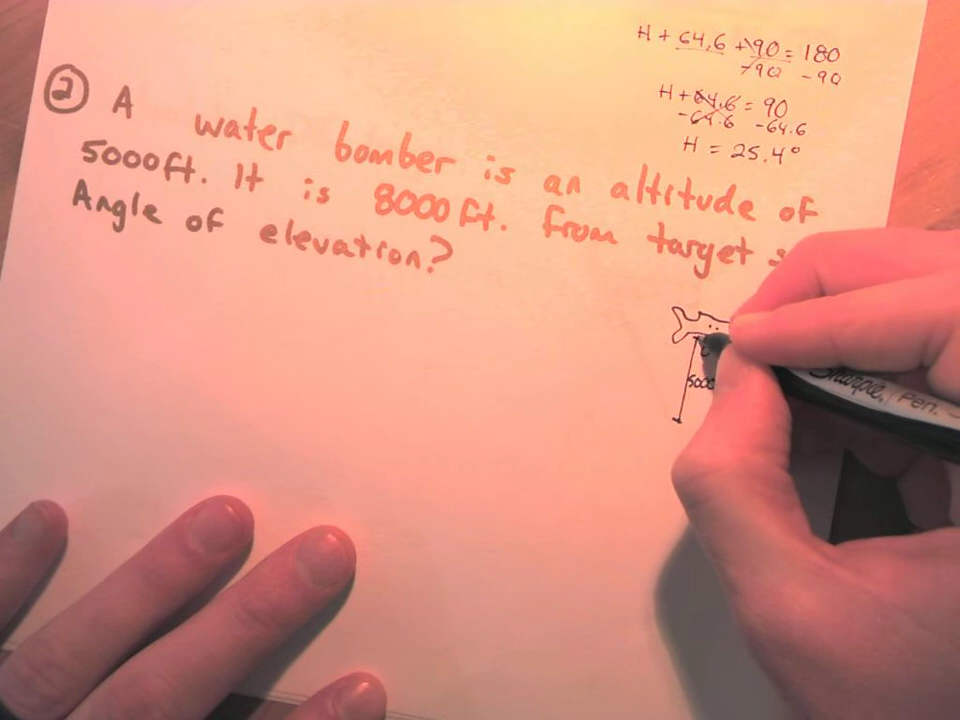 H + 64.6 + 90 = 180
-90 -90
H + 64.6 = 90
-64.6 -64.6
H = 25.4°
② A water bomber is an altitude of
5000ft. It is 8000ft. from target
Angle of elevation?
5000
Sharpie. Pen.